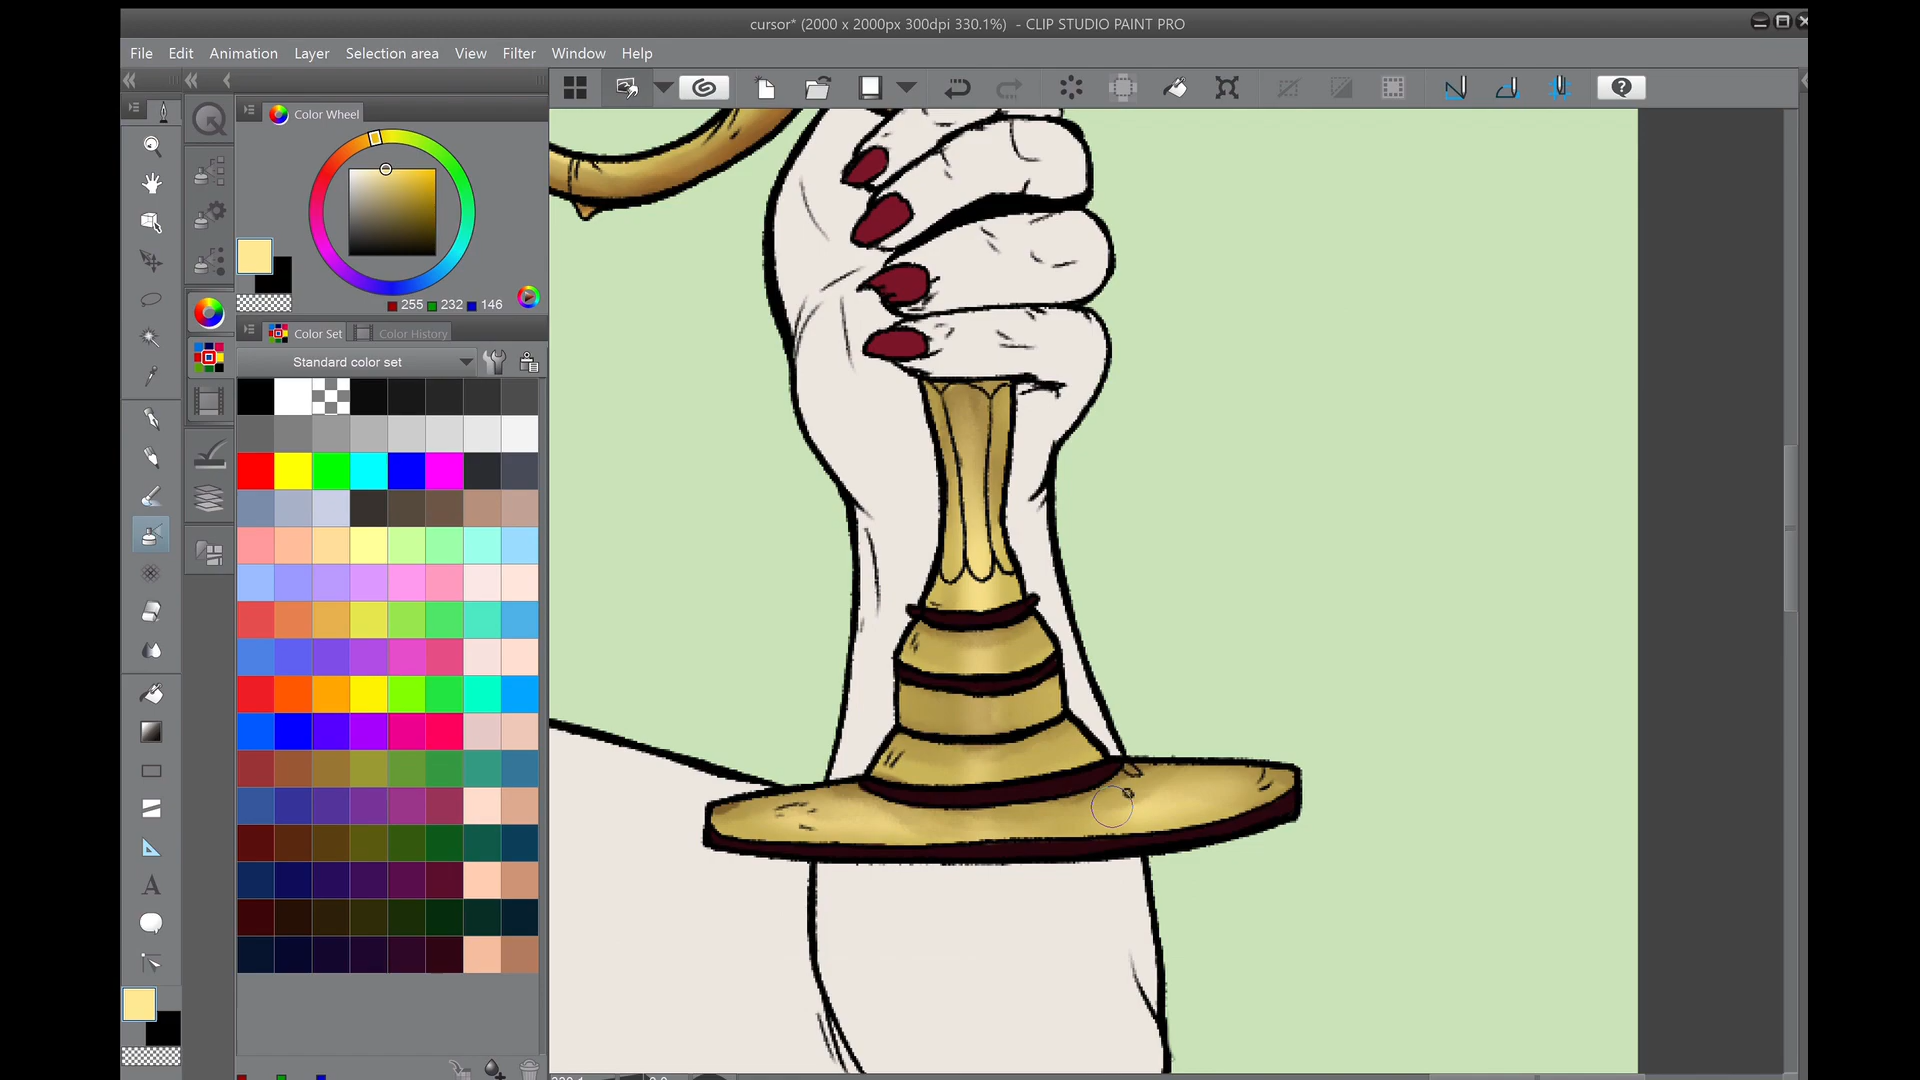 cursor* (2000 x 2000px 300dpi 330.1%) - CLIP STUDIO PAINT PRO
File Edit Animation Layer Selection area View Filter Window Help
Color Wheel
255 232 146
Color Set Color History
Standard color set
A